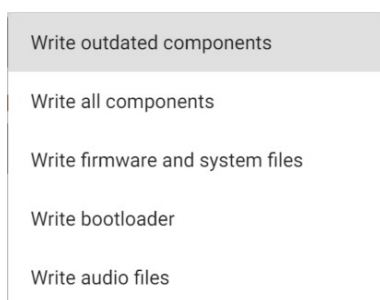 Write outdated components
Write all components
Write firmware and system files
Write bootloader
Write audio files